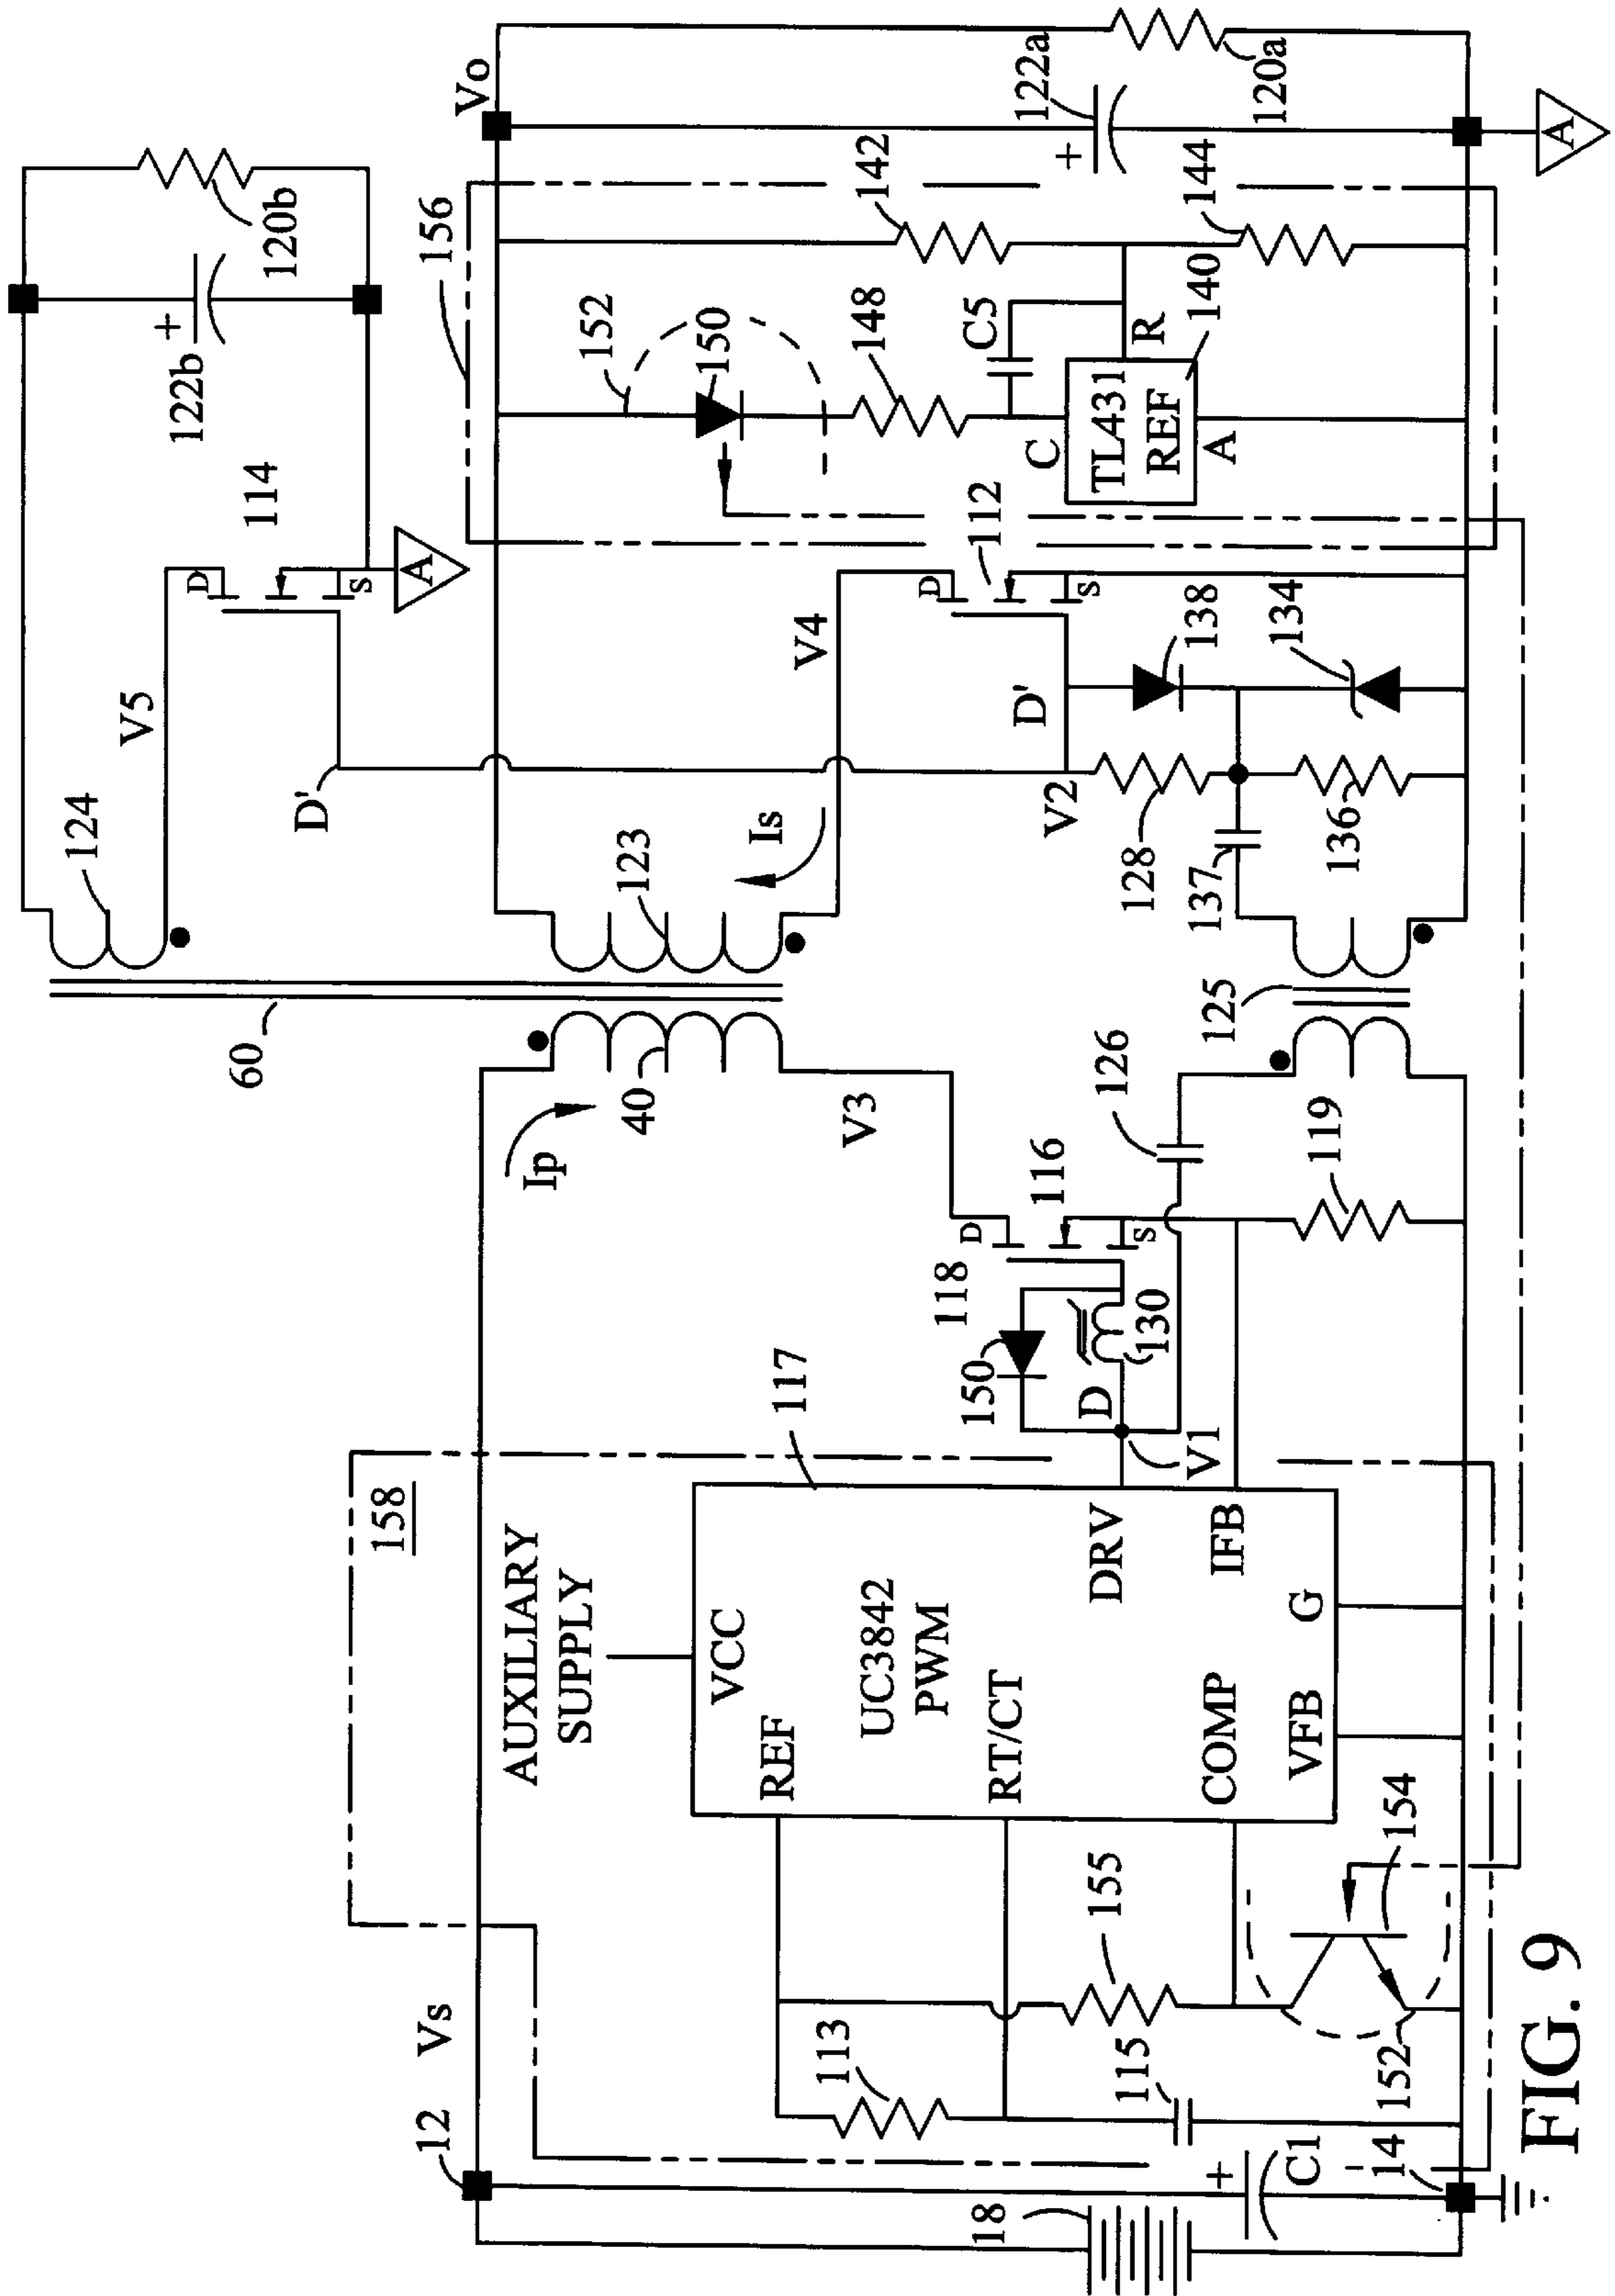 12
Vs
158
AUXILIARY
SUPPLY
117
VCC
REF
UC3842
PWM
RT/CT
DRV
COMP
IFB
VFB
G
113
155
115
154
152
18
+
C1
14
60
40
Ip
V3
118
116
D
S
150
130
D
V1
126
119
125
124
V5
D'
114
D
S
A
122b
+
120b
156
Vo
123
Is
V4
112
D
S
D'
V2
128
138
134
137
136
152
150
148
C5
C
TL431
REF
R
A
140
142
144
+
122a
120a
A
FIG. 9